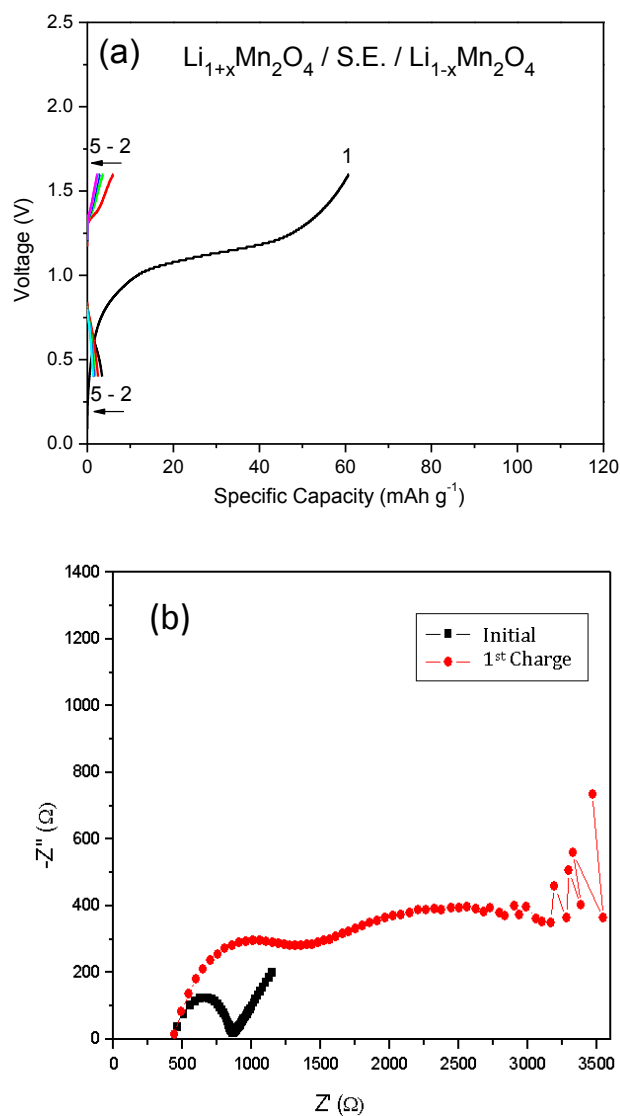 (a)
Li1+xMn2O4 / S.E. / Li1-xMn2O4
2.5
2.0
1.5
1.0
0.5
0.0
5 - 2
1
5 - 2
Voltage (V)
0
20
40
60
80
100
120
Specific Capacity (mAh g-1)
(b)
Initial
1st Charge
1400
1200
1000
800
600
400
200
0
-Z" (Ω)
0
500
1000
1500
2000
2500
3000
3500
Z' (Ω)